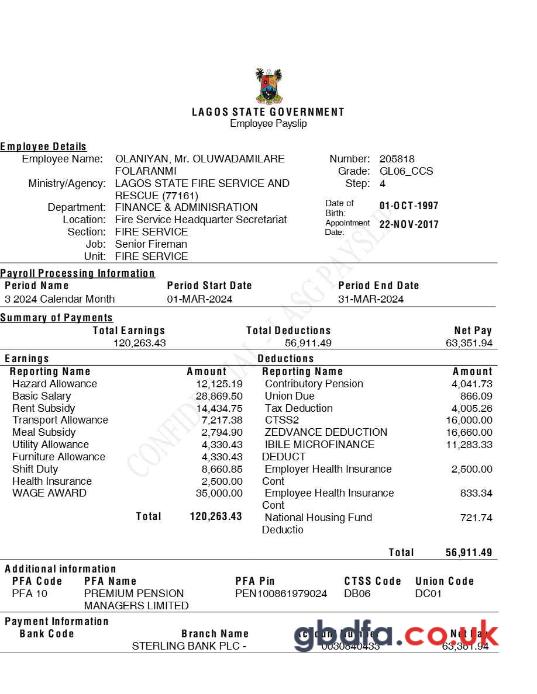 LAGOS STATE GOVERNMENT
Employee Payslip
Employee Details
Employee Name: OLANIYAN, Mr. OLUWADAMILARE FOLARANMI
Number: 205818
Grade: GL06_CCS
Ministry/Agency: LAGOS STATE FIRE SERVICE AND RESCUE (77161)
Step: 4
Department: FINANCE & ADMINISRATION
Date of Birth: 01-OCT-1997
Location: Fire Service Headquarter Secretariat
Appointment Date: 22-NOV-2017
Section: FIRE SERVICE
Job: Senior Fireman
Unit: FIRE SERVICE
Payroll Processing Information
Period Name Period Start Date Period End Date
3 2024 Calendar Month 01-MAR-2024 31-MAR-2024
Summary of Payments
Total Earnings Total Deductions Net Pay
120,263.43 56,911.49 63,351.94
Earnings Deductions
Reporting Name Amount Reporting Name Amount
Hazard Allowance 12,125.19 Contributory Pension 4,041.73
Basic Salary 28,869.50 Union Due 866.09
Rent Subsidy 14,434.75 Tax Deduction 4,005.26
Transport Allowance 7,217.38 CTSS2 16,000.00
Meal Subsidy 2,794.90 ZEDVANCE DEDUCTION 16,660.00
Utility Allowance 4,330.43 IBILE MICROFINANCE 11,283.33
Furniture Allowance 4,330.43 DEDUCT
Shift Duty 8,660.85 Employer Health Insurance 2,500.00
Health Insurance 2,500.00 Cont
WAGE AWARD 35,000.00 Employee Health Insurance 833.34
Cont
Total 120,263.43 National Housing Fund 721.74
Deductio
Total 56,911.49
Additional information
PFA Code PFA Name PFA Pin CTSS Code Union Code
PFA 10 PREMIUM PENSION PEN100861979024 DB06 DC01
MANAGERS LIMITED
Payment Information
Bank Code Branch Name Net Pay
STERLING BANK PLC - 63,351.94
CONFIDENTIAL - LASG PAYSLIP
gbdfa.co.uk